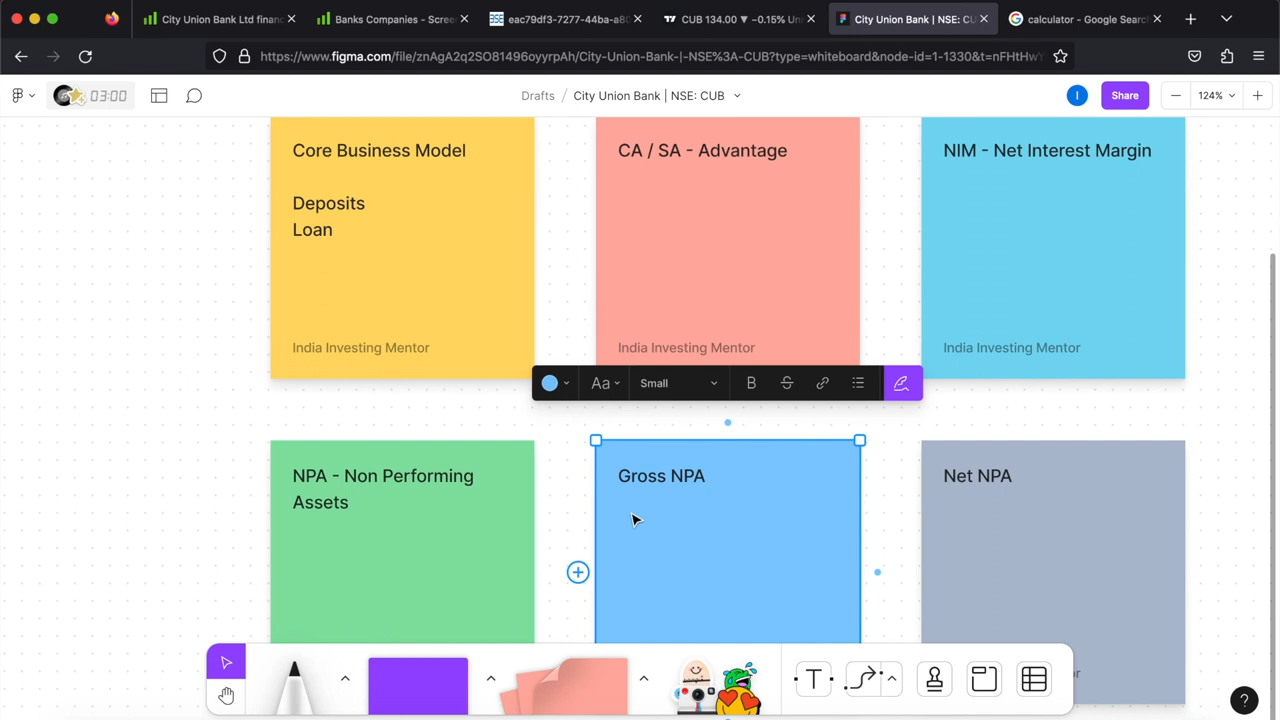 City Union Bank Ltd financ
Banks Companies - Scree
eac79df3-7277-44ba-a8
CUB 134.00 ▼ −0.15% Un
City Union Bank | NSE: CU
calculator - Google Searc
https://www.figma.com/file/znAgA2q2SO81496oyyrpAh/City-Union-Bank-|-NSE%3A-CUB?type=whiteboard&node-id=1-1330&t=nFHtHw
03:00
Drafts / City Union Bank | NSE: CUB
I
Share
124%
Core Business Model
CA / SA - Advantage
NIM - Net Interest Margin
Deposits
Loan
India Investing Mentor
India Investing Mentor
India Investing Mentor
Aa
Small
B
S
NPA - Non Performing
Assets
Gross NPA
Net NPA
T
?